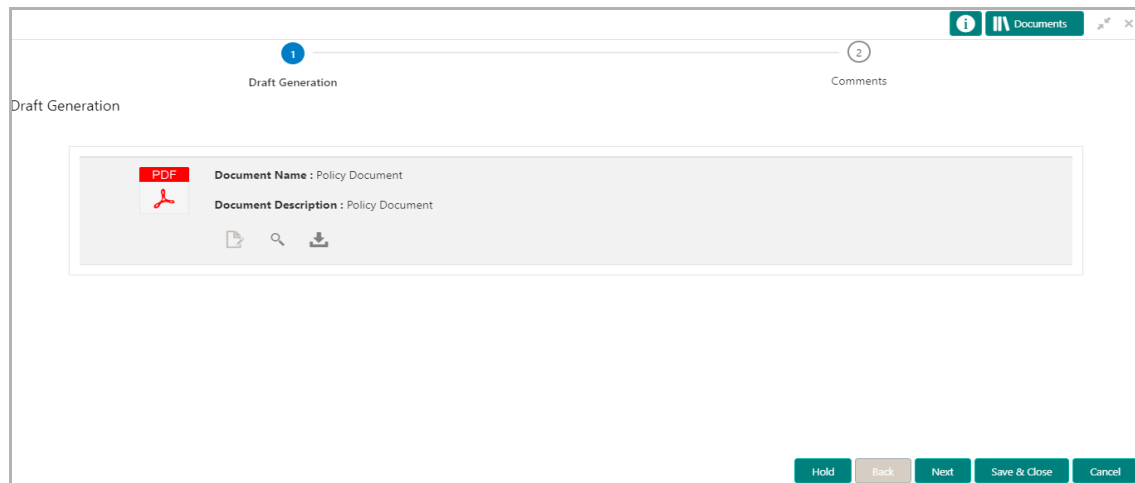 Documents
1
2
Draft Generation
Comments
Draft Generation
PDF
Document Name : Policy Document
Document Description : Policy Document
Hold
Back
Next
Save & Close
Cancel